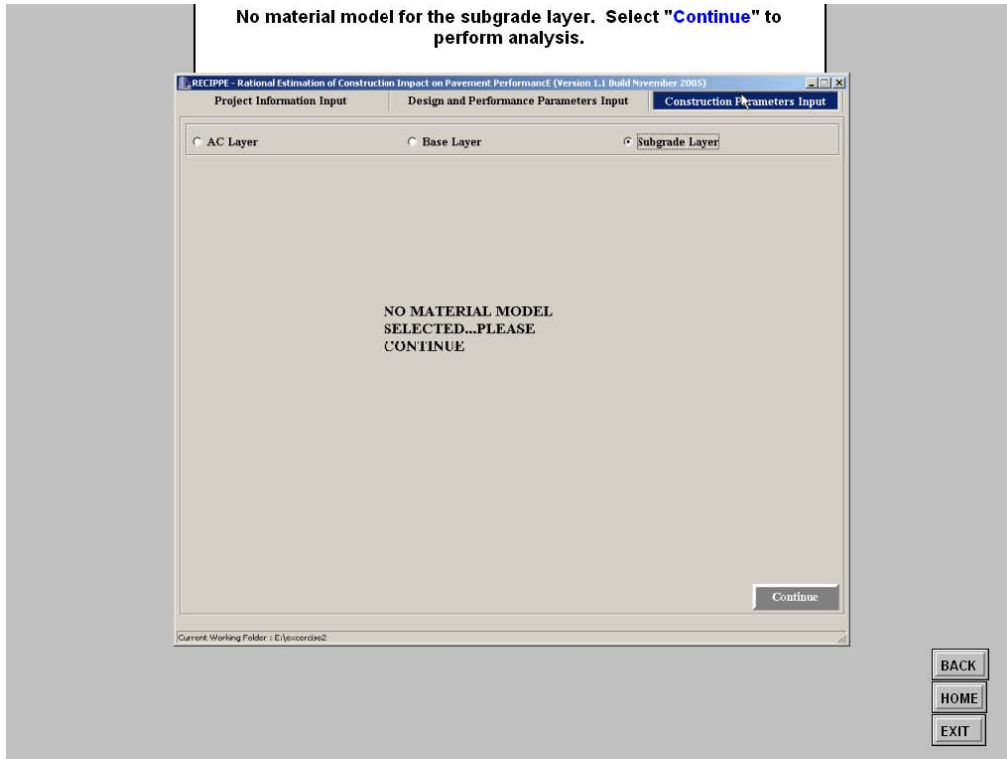 No material model for the subgrade layer. Select "Continue" to
perform analysis.
RECIPPE - Rational Estimation of Construction Impact on Pavement PerformancE (Version 1.1 Build November 2005)
Project Information Input Design and Performance Parameters Input Construction Parameters Input
AC Layer Base Layer Subgrade Layer
NO MATERIAL MODEL
SELECTED...PLEASE
CONTINUE
Continue
Current Working Folder : E:\excercise2
BACK
HOME
EXIT